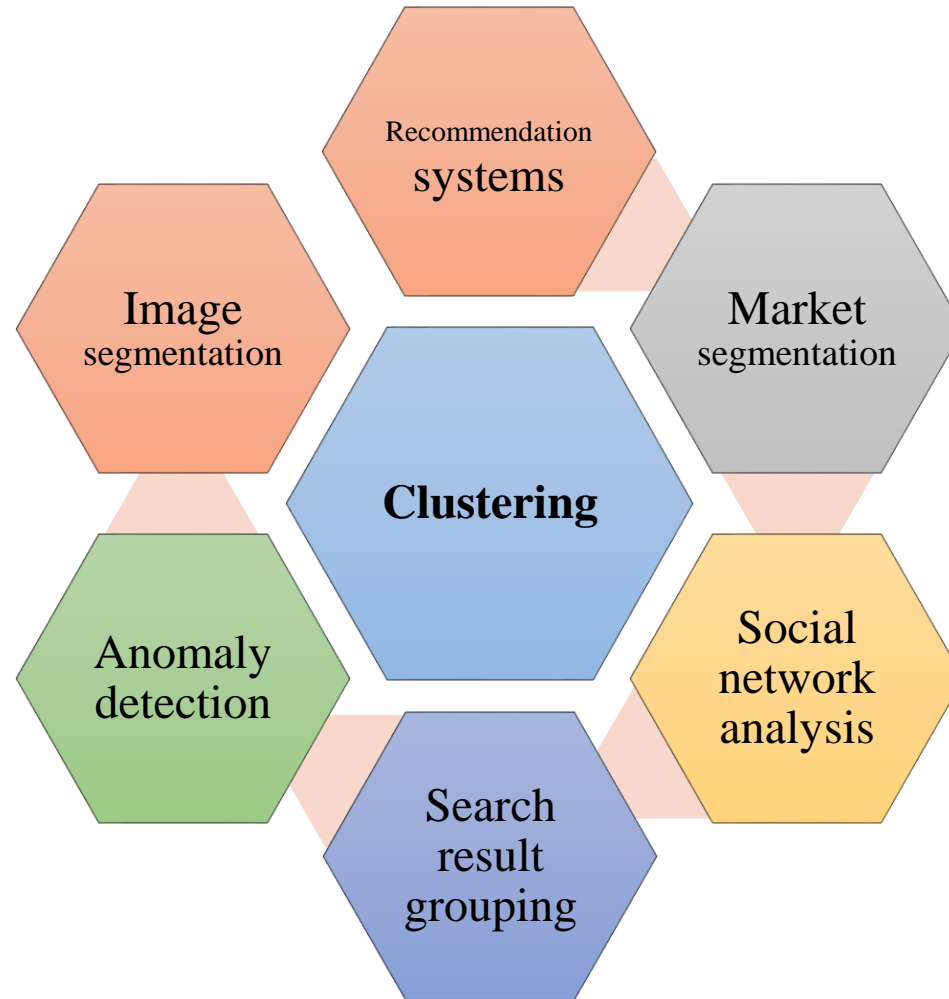 Recommendation
systems
Image
segmentation
Market
segmentation
Clustering
Anomaly
detection
Social
network
analysis
Search
result
grouping